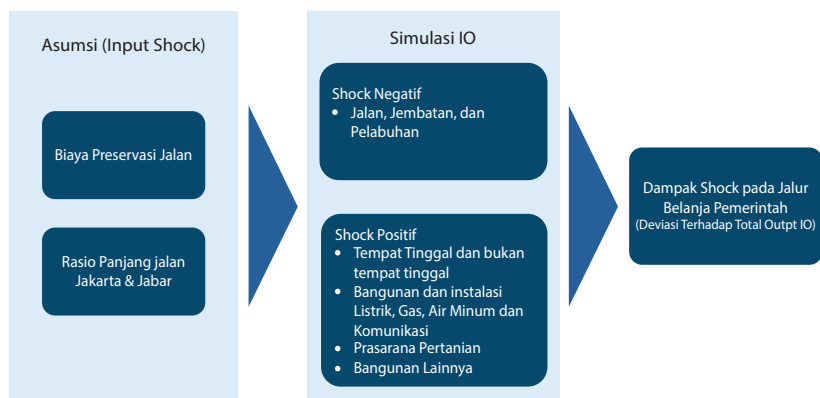 Asumsi (Input Shock)
Biaya Preservasi Jalan
Rasio Panjang jalan
Jakarta & Jabar
Simulasi IO
Shock Negatif
• Jalan, Jembatan, dan
Pelabuhan
Shock Positif
• Tempat Tinggal dan bukan
tempat tinggal
• Bangunan dan instalasi
Listrik, Gas, Air Minum dan
Komunikasi
• Prasarana Pertanian
• Bangunan Lainnya
Dampak Shock pada Jalur
Belanja Pemerintah
(Deviasi Terhadap Total Outpt IO)